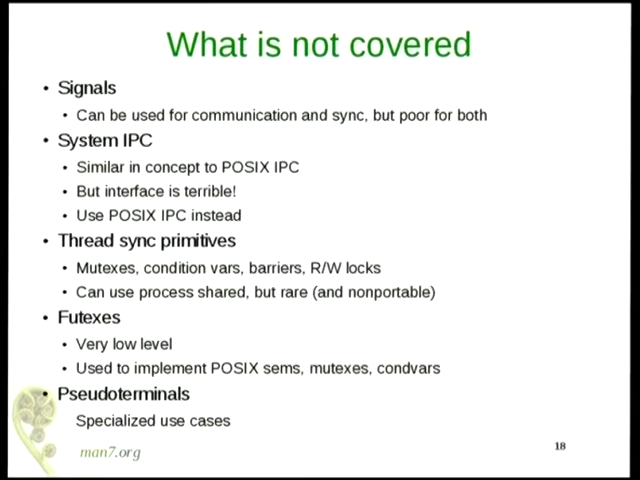 What is not covered
• Signals
• Can be used for communication and sync, but poor for both
• System IPC
• Similar in concept to POSIX IPC
• But interface is terrible!
• Use POSIX IPC instead
• Thread sync primitives
• Mutexes, condition vars, barriers, R/W locks
• Can use process shared, but rare (and nonportable)
• Futexes
• Very low level
• Used to implement POSIX sems, mutexes, condvars
• Pseudoterminals
Specialized use cases
man7.org
18